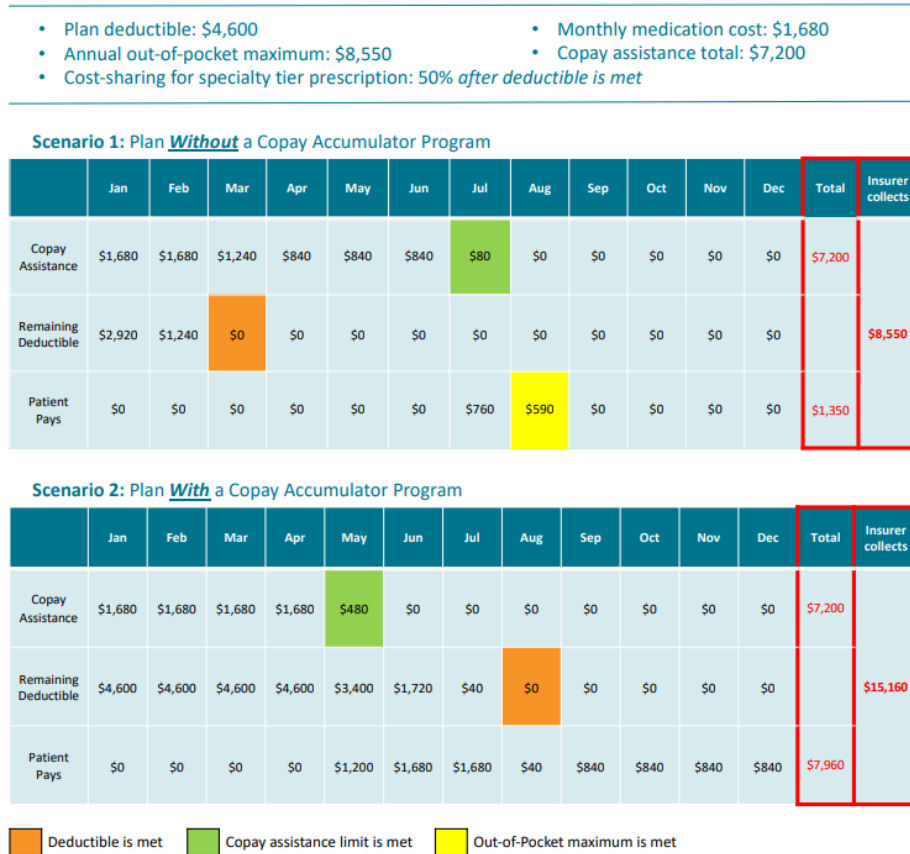 • Plan deductible: $4,600
• Annual out-of-pocket maximum: $8,550
• Cost-sharing for specialty tier prescription: 50% after deductible is met
• Monthly medication cost: $1,680
• Copay assistance total: $7,200
Scenario 1: Plan Without a Copay Accumulator Program
Jan Feb Mar Apr May Jun Jul Aug Sep Oct Nov Dec Total Insurer collects
Copay Assistance $1,680 $1,680 $1,240 $840 $840 $840 $80 $0 $0 $0 $0 $0 $7,200
Remaining Deductible $2,920 $1,240 $0 $0 $0 $0 $0 $0 $0 $0 $0 $0 $8,550
Patient Pays $0 $0 $0 $0 $0 $0 $760 $590 $0 $0 $0 $0 $1,350
Scenario 2: Plan With a Copay Accumulator Program
Jan Feb Mar Apr May Jun Jul Aug Sep Oct Nov Dec Total Insurer collects
Copay Assistance $1,680 $1,680 $1,680 $1,680 $480 $0 $0 $0 $0 $0 $0 $0 $7,200
Remaining Deductible $4,600 $4,600 $4,600 $4,600 $3,400 $1,720 $40 $0 $0 $0 $0 $0 $15,160
Patient Pays $0 $0 $0 $0 $1,200 $1,680 $1,680 $40 $840 $840 $840 $840 $7,960
Deductible is met Copay assistance limit is met Out-of-Pocket maximum is met